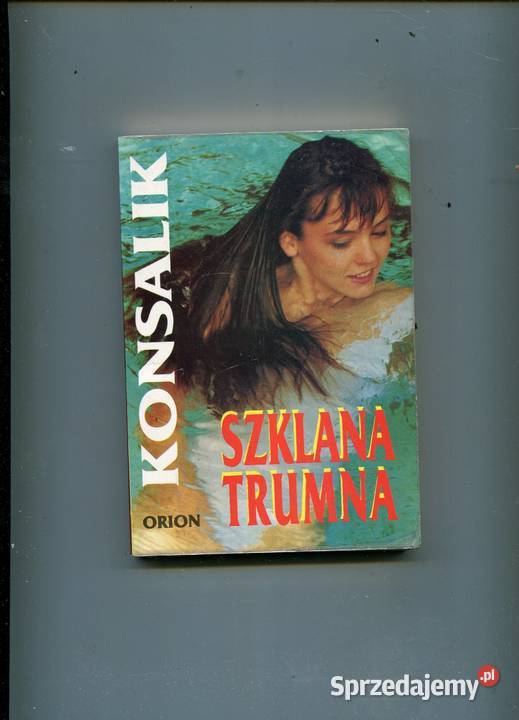 KONSALIK
SZKLANA
TRUMNA
ORION
Sprzedajemy.pl